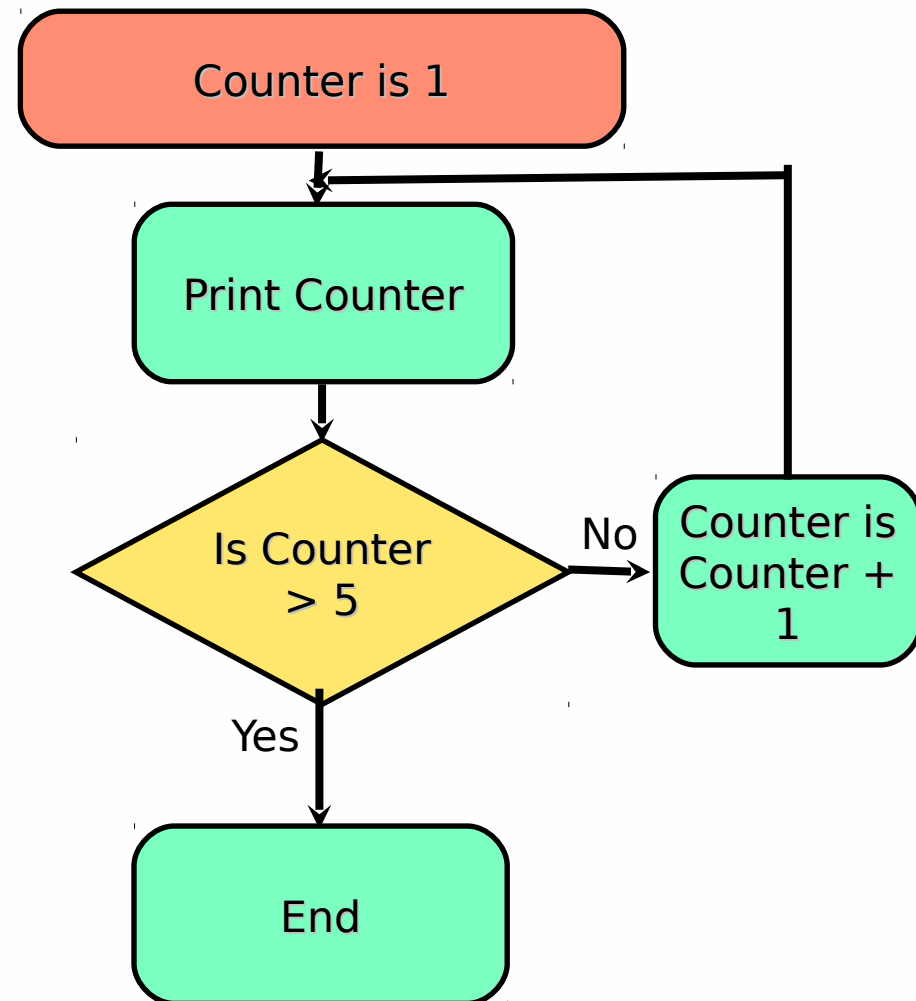 Counter is 1
Print Counter
Is Counter
> 5
No
Counter is
Counter +
1
Yes
End